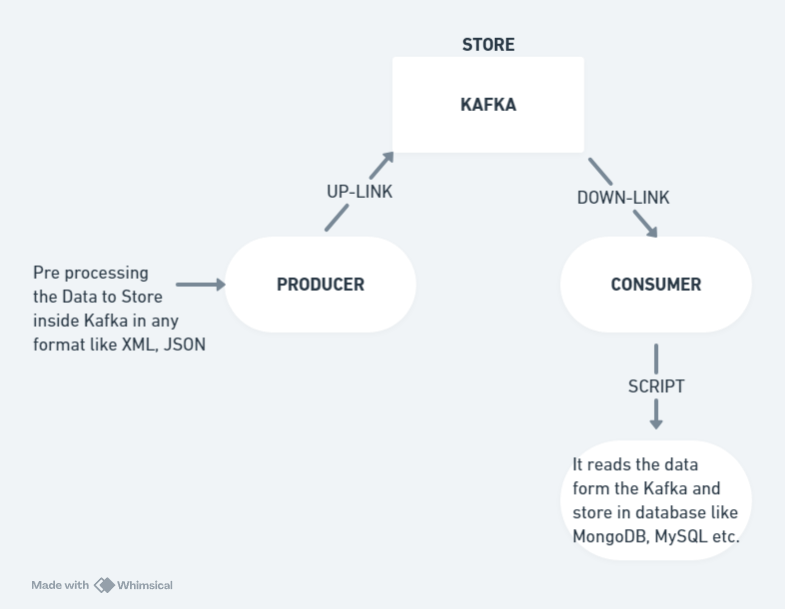 STORE
KAFKA
UP-LINK
DOWN-LINK
Pre processing
the Data to Store
inside Kafka in any
format like XML, JSON
PRODUCER
CONSUMER
SCRIPT
It reads the data
form the Kafka and
store in database like
MongoDB, MySQL etc.
Made with Whimsical